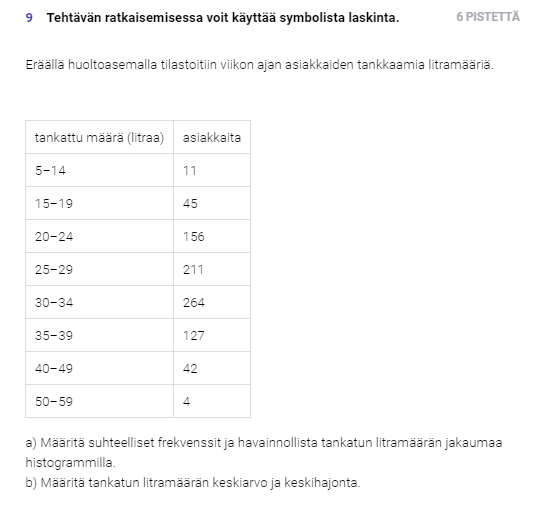 9 Tehtävän ratkaisemisessa voit käyttää symbolista laskinta. 6 PISTETTÄ
Eräällä huoltoasemalla tilastoitiin viikon ajan asiakkaiden tankkaamia litramääriä.
tankattu määrä (litraa) asiakkaita
5–14 11
15–19 45
20–24 156
25–29 211
30–34 264
35–39 127
40–49 42
50–59 4
a) Määritä suhteelliset frekvenssit ja havainnollista tankatun litramäärän jakaumaa
histogrammilla.
b) Määritä tankatun litramäärän keskiarvo ja keskihajonta.